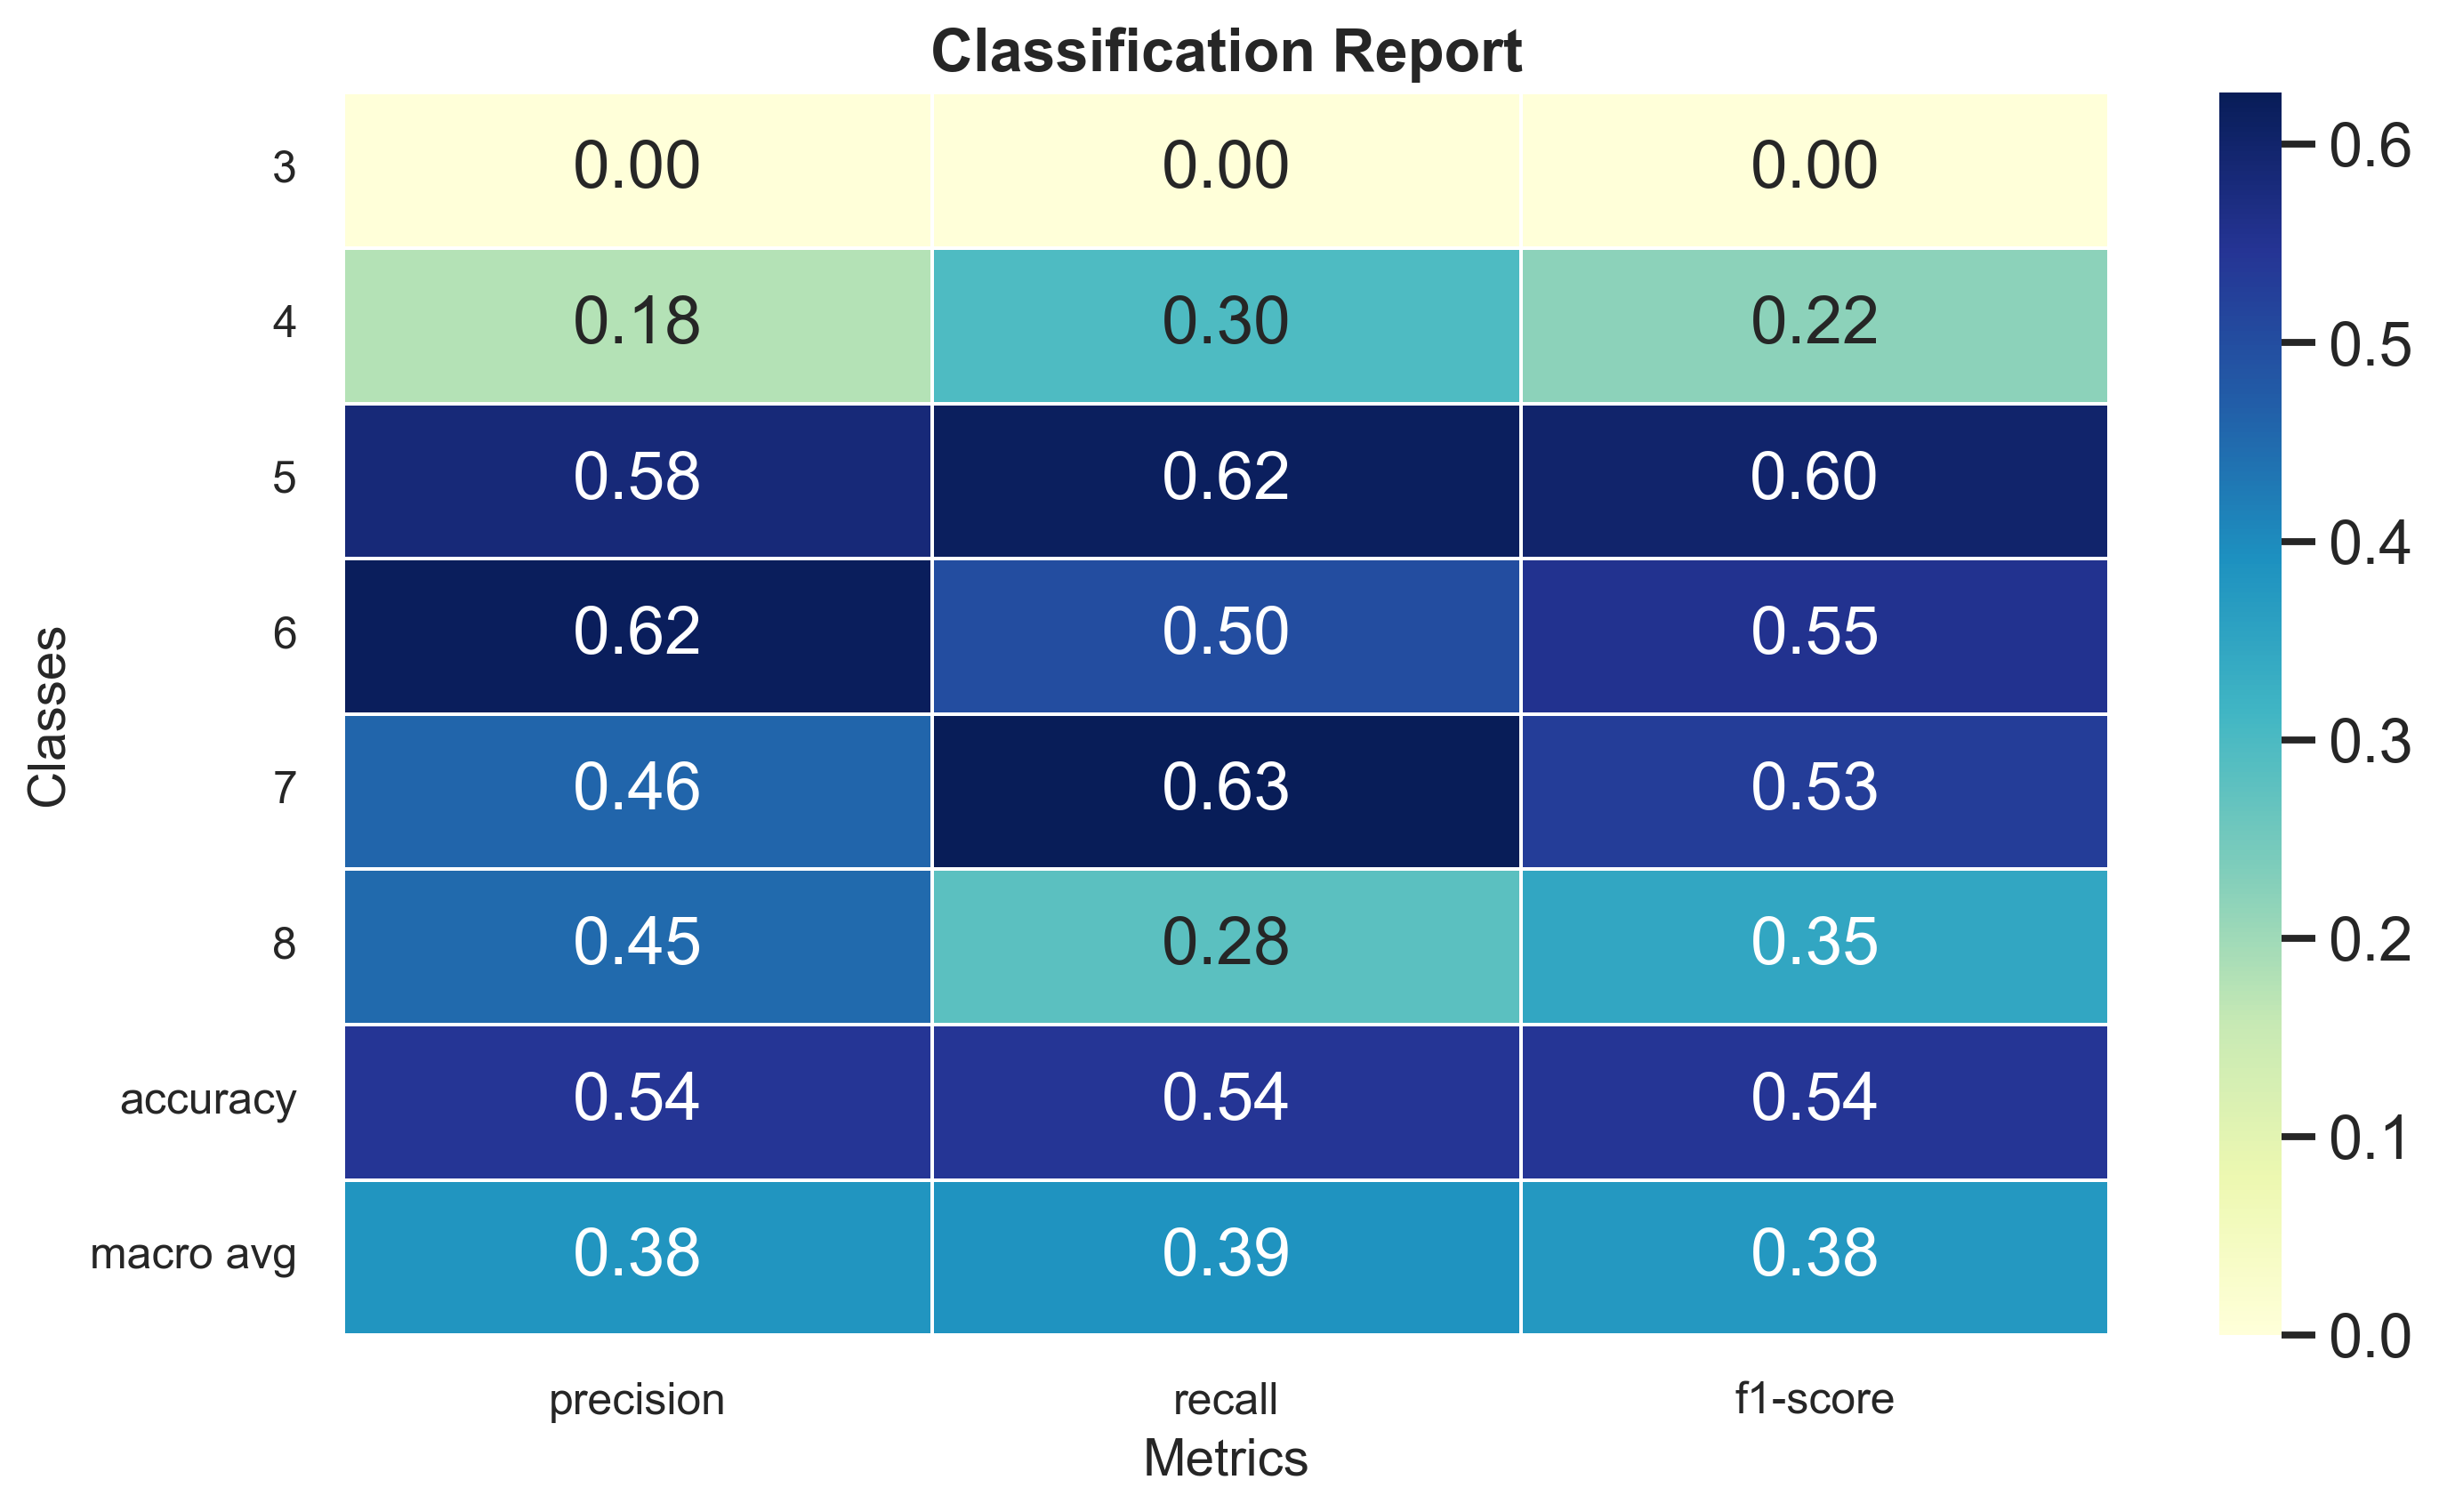 Classification Report
3 0.00 0.00 0.00
4 0.18 0.30 0.22
5 0.58 0.62 0.60
6 0.62 0.50 0.55
7 0.46 0.63 0.53
8 0.45 0.28 0.35
accuracy 0.54 0.54 0.54
macro avg 0.38 0.39 0.38
precision recall f1-score
Metrics
Classes
0.6
0.5
0.4
0.3
0.2
0.1
0.0